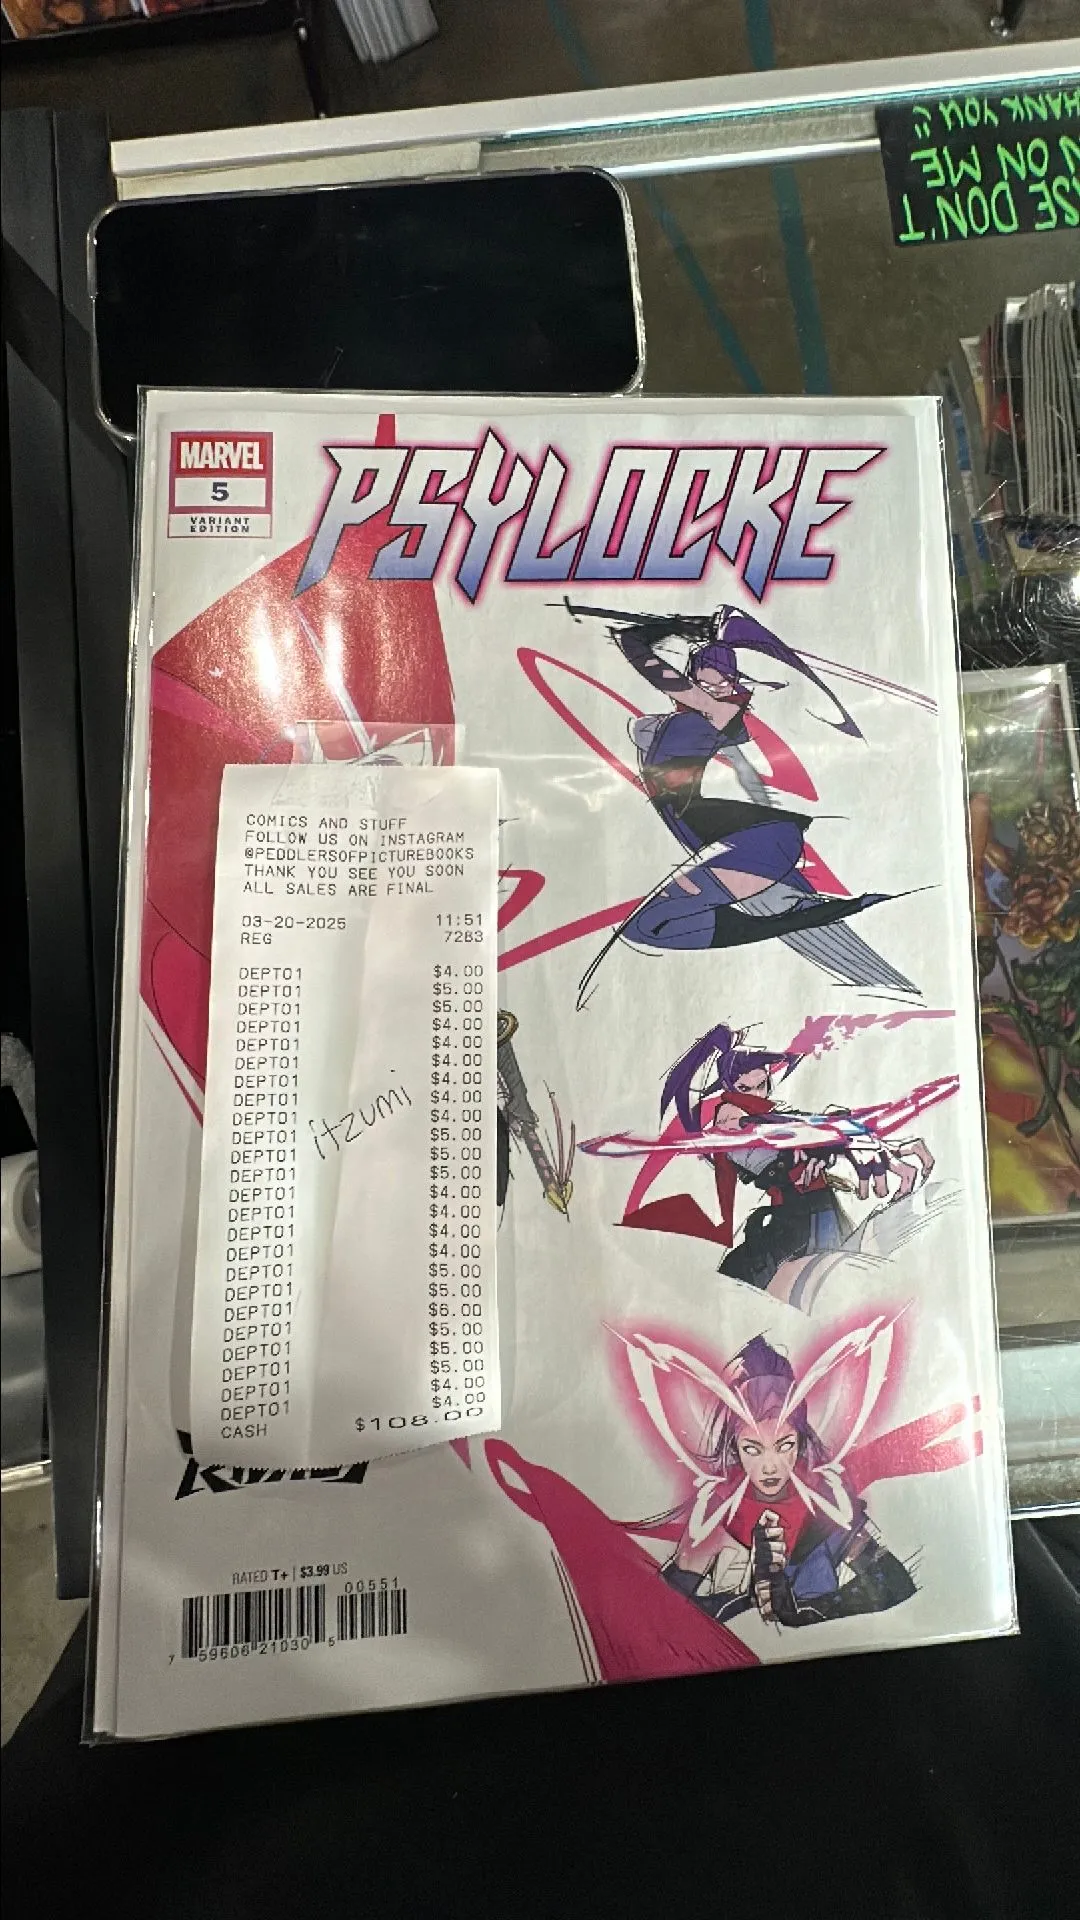 ASE DON'T
N ON ME
HANK YOU
MARVEL
5
VARIANT
EDITION
PSYLOCKE
COMICS AND STUFF
FOLLOW US ON INSTAGRAM
@PEDDLERSOFPICTUREBOOKS
THANK YOU SEE YOU SOON
ALL SALES ARE FINAL
03-20-2025 11:51
REG 7283
DEPT01 $4.00
DEPT01 $5.00
DEPT01 $5.00
DEPT01 $4.00
DEPT01 $4.00
DEPT01 $4.00
DEPT01 $4.00
DEPT01 $4.00
DEPT01 $4.00
DEPT01 $5.00
DEPT01 $5.00
DEPT01 $5.00
DEPT01 $4.00
DEPT01 $4.00
DEPT01 $4.00
DEPT01 $4.00
DEPT01 $5.00
DEPT01 $5.00
DEPT01 $6.00
DEPT01 $5.00
DEPT01 $5.00
DEPT01 $5.00
DEPT01 $4.00
DEPT01 $4.00
CASH $108.00
itzumi
RATED T+ | $3.99 US
00551
7 59606 21030 5